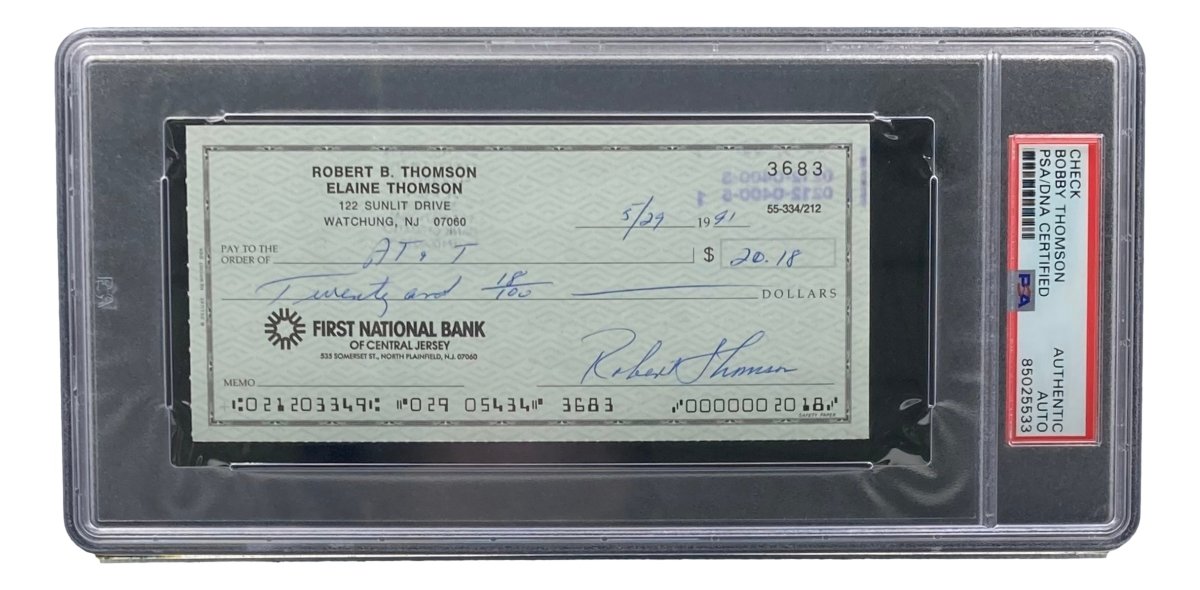 ROBERT B. THOMSON
ELAINE THOMSON
122 SUNLIT DRIVE
WATCHUNG, NJ 07060
3683
55-334/212
5/29 1991
PAY TO THE
ORDER OF AT&T $ 20.18
Twenty and 18/100 DOLLARS
FIRST NATIONAL BANK
OF CENTRAL JERSEY
535 SOMERSET ST., NORTH PLAINFIELD, N.J. 07060
Robert Thomson
MEMO
⑆021203349⑆ ⑈029 05434⑈ 3683 ⑇0000002018⑇
SAFETY PAPER
CHECK
BOBBY THOMSON
PSA/DNA CERTIFIED
PSA
AUTHENTIC
AUTO
85025533